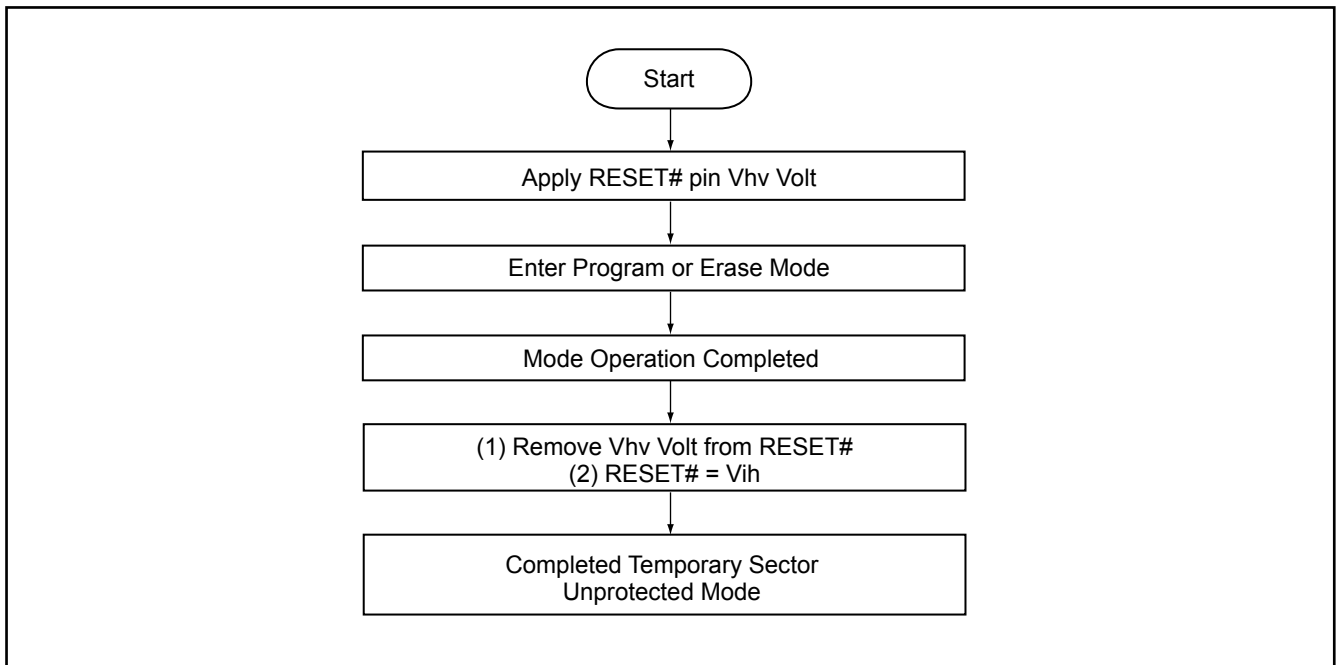 Start
Apply RESET# pin Vhv Volt
Enter Program or Erase Mode
Mode Operation Completed
(1) Remove Vhv Volt from RESET#
(2) RESET# = Vih
Completed Temporary Sector
Unprotected Mode